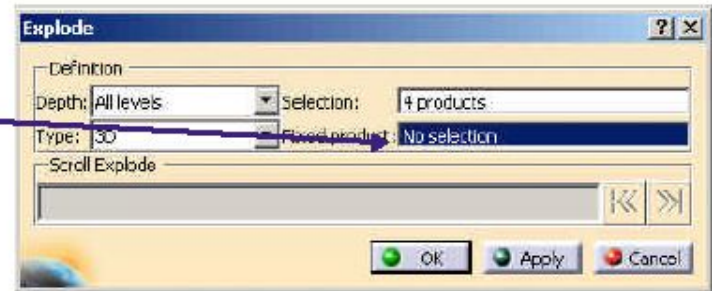 Explode
Definition
Depth: All levels Selection: 4 products
Type: 3D Fixed product: No selection
Scroll Explode
OK Apply Cancel